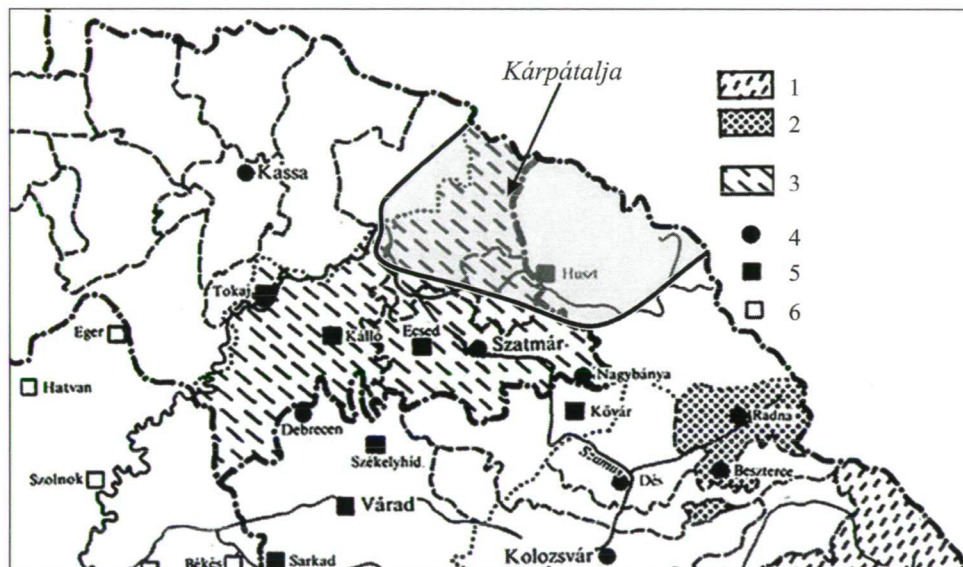 Kárpátalja
1
2
3
4
5
6
Kassa
Huszt
Tokaj
Eger
Kálló
Ecsed
Szatmár
Hatvan
Nagybánya
Kővár
Radna
Debrecen
Székelyhíd.
Szamos
Dés
Beszterce
Szolnok
Várad
Kolozsvár
Békés
Sarkad